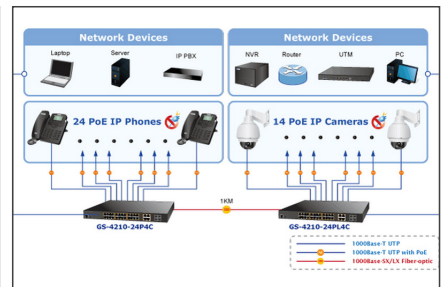 Network Devices
Laptop
Server
IP PBX
Network Devices
NVR
Router
UTM
PC
24 PoE IP Phones
14 PoE IP Cameras
1KM
GS-4210-24P4C
GS-4210-24PL4C
1000Base-T UTP
1000Base-T UTP with PoE
1000Base-SX/LX Fiber-optic